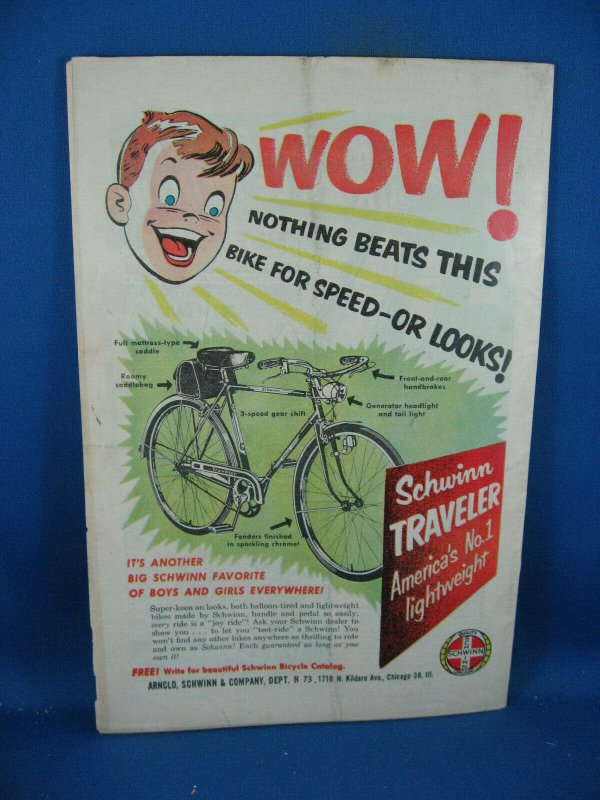 WOW!
NOTHING BEATS THIS
BIKE FOR SPEED-OR LOOKS!
Full mattress-type
saddle
Roomy
saddlebag
3-speed gear shift
Front-and-rear
handbrakes
Generator headlight
and tail light
Fenders finished
in sparkling chrome!
Schwinn
TRAVELER
America's No.1
lightweight
IT'S ANOTHER
BIG SCHWINN FAVORITE
OF BOYS AND GIRLS EVERYWHERE!
Super-keen on looks, both balloon-tired and lightweight
bikes made by Schwinn, handle and pedal so easily,
every ride is a "joy ride"! Ask your Schwinn dealer to
show you . . . to let you "test-ride" a Schwinn! You
won't find any other bikes anywhere as thrilling to ride
and own as Schwinn! Each guaranteed as long as you
own it!
FREE! Write for beautiful Schwinn Bicycle Catalog.
ARNOLD, SCHWINN & COMPANY, DEPT. H 73, 1718 N. Kildare Ave., Chicago 39, Ill.
QUALITY
SCHWINN
CHICAGO